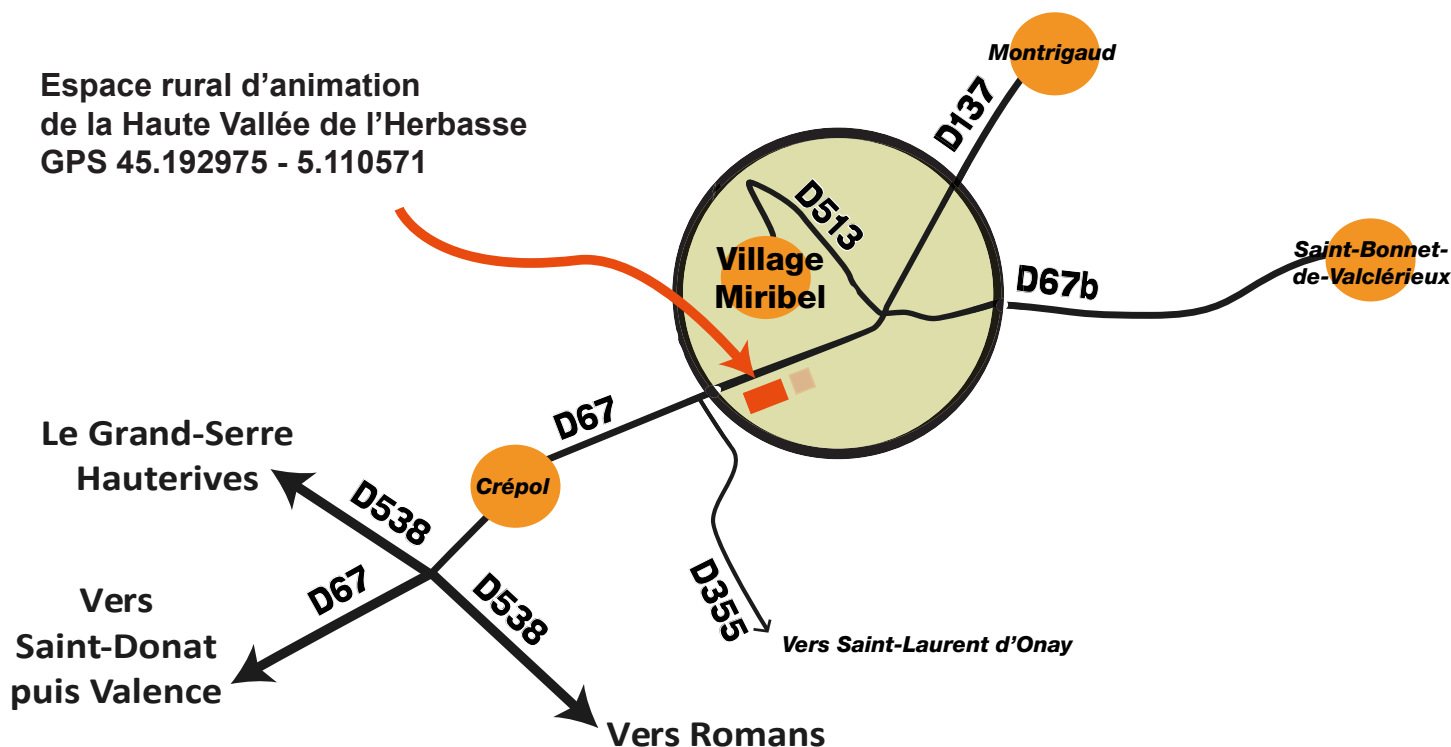 Montrigaud
Espace rural d’animation
de la Haute Vallée de l’Herbasse
GPS 45.192975 - 5.110571
D137
D513
Village
Miribel
Saint-Bonnet-
de-Valclérieux
D67b
D67
Le Grand-Serre
Hauterives
Crépol
D538
D67
D538
D355
Vers
Saint-Donat
puis Valence
Vers Saint-Laurent d’Onay
Vers Romans